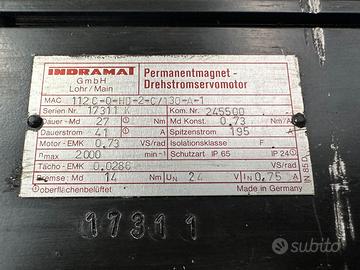 INDRAMAT
GmbH
Lohr / Main
Permanentmagnet -
Drehstromservomotor
MAC 112C-0-HD-2-C/130-A-1
Serien Nr. 17311 K Kom. Nr. 245500
Dauer - Md 27 Nm Md Konst. 0,73 Nm/A
Dauerstrom 41 A Spitzenstrom 195 A
Motor - EMK 0,73 VS/rad Isolationsklasse F
nmax 2000 min-1 Schutzart IP 65 IP 24
Tacho - EMK 0,0286 VS/rad
Bremse: Md 14 Nm UN 24 V IN 0,75 A
oberflächenbelüftet Made in Germany
N 85 D
17311
subito